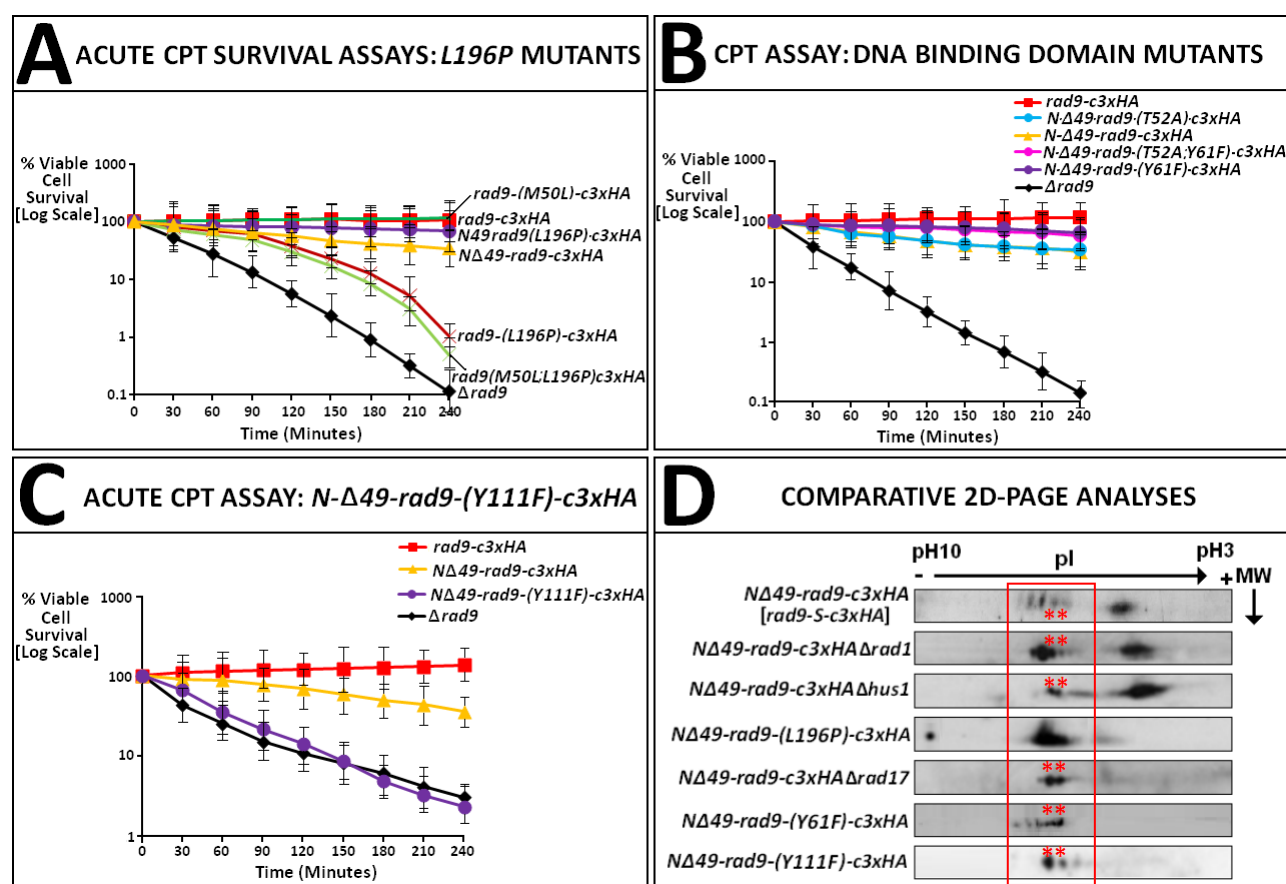 A ACUTE CPT SURVIVAL ASSAYS: L196P MUTANTS
% Viable
Cell
Survival
[Log Scale]
1000
100
10
1
0.1
0 30 60 90 120 150 180 210 240
Time (Minutes)
rad9-(M50L)-c3xHA
rad9-c3xHA
N49rad9(L196P)-c3xHA
NΔ49-rad9-c3xHA
rad9-(L196P)-c3xHA
rad9(M50L:L196P)c3xHA
Δrad9
B CPT ASSAY: DNA BINDING DOMAIN MUTANTS
rad9-c3xHA
N-Δ49-rad9-(T52A)-c3xHA
N-Δ49-rad9-c3xHA
N-Δ49-rad9-(T52A;Y61F)-c3xHA
N-Δ49-rad9-(Y61F)-c3xHA
Δrad9
% Viable
Cell
Survival
[Log Scale]
1000
100
10
1
0.1
0 30 60 90 120 150 180 210 240
Time (Minutes)
C ACUTE CPT ASSAY: N-Δ49-rad9-(Y111F)-c3xHA
rad9-c3xHA
NΔ49-rad9-c3xHA
NΔ49-rad9-(Y111F)-c3xHA
Δrad9
% Viable
Cell
Survival
[Log Scale]
1000
100
10
1
0 30 60 90 120 150 180 210 240
Time (Minutes)
D COMPARATIVE 2D-PAGE ANALYSES
pH10 pI pH3
- + MW
NΔ49-rad9-c3xHA
[rad9-S-c3xHA]
**
NΔ49-rad9-c3xHAΔrad1 **
NΔ49-rad9-c3xHAΔhus1 **
NΔ49-rad9-(L196P)-c3xHA
NΔ49-rad9-c3xHAΔrad17 **
NΔ49-rad9-(Y61F)-c3xHA **
NΔ49-rad9-(Y111F)-c3xHA **